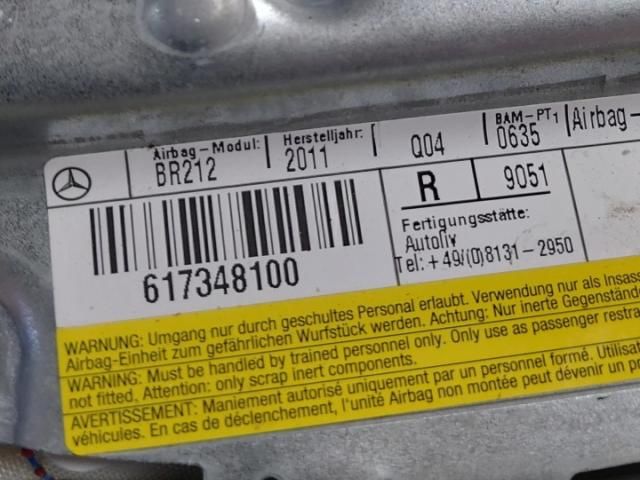 Airbag-Modul: BR212
Herstelljahr: 2011
Q04
BAM-PT1 0635
Airbag-
R 9051
617348100
Fertigungsstätte:
Autoliv
Tel: +49/(0)8131-2950
WARNUNG: Umgang nur durch geschultes Personal erlaubt. Verwendung nur als Insass
Airbag-Einheit zum gefährlichen Wurfstück werden. Achtung: Nur inerte Gegenstände
WARNING: Must be handled by trained personnel only. Only use as passenger restra
not fitted. Attention: only scrap inert components.
AVERTISSEMENT: Maniement autorisé uniquement par un personnel formé. Utilisat
véhicules. En cas de déclenchement, l'unité Airbag non montée peut dévenir un p